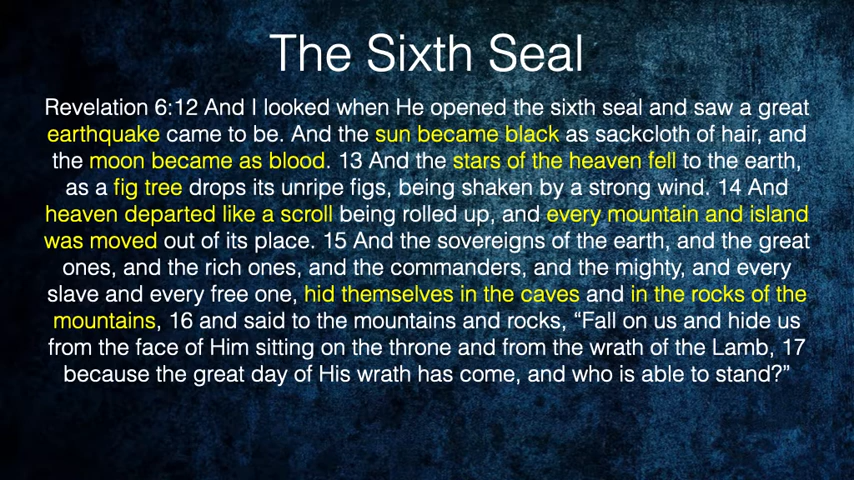 The Sixth Seal
Revelation 6:12 And I looked when He opened the sixth seal and saw a great
earthquake came to be. And the sun became black as sackcloth of hair, and
the moon became as blood. 13 And the stars of the heaven fell to the earth,
as a fig tree drops its unripe figs, being shaken by a strong wind. 14 And
heaven departed like a scroll being rolled up, and every mountain and island
was moved out of its place. 15 And the sovereigns of the earth, and the great
ones, and the rich ones, and the commanders, and the mighty, and every
slave and every free one, hid themselves in the caves and in the rocks of the
mountains, 16 and said to the mountains and rocks, “Fall on us and hide us
from the face of Him sitting on the throne and from the wrath of the Lamb, 17
because the great day of His wrath has come, and who is able to stand?”